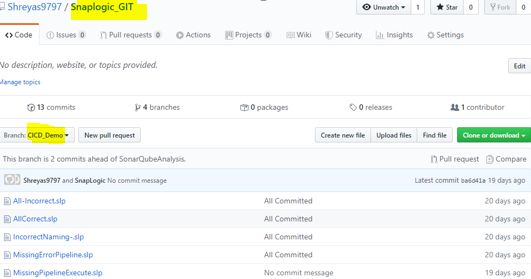 Shreyas9797 / Snaplogic_GIT
Unwatch 1 Star 0 Fork 0
Code Issues 0 Pull requests 0 Actions Projects 0 Wiki Security Insights Settings
No description, website, or topics provided. Edit
Manage topics
13 commits 4 branches 0 packages 0 releases 1 contributor
Branch: CICD_Demo New pull request Create new file Upload files Find file Clone or download
This branch is 2 commits ahead of SonarQubeAnalysis. Pull request Compare
Shreyas9797 and SnapLogic No commit message Latest commit ba6d41a 19 days ago
All-Incorrect.slp All Committed 20 days ago
AllCorrect.slp All Committed 20 days ago
IncorrectNaming-.slp All Committed 20 days ago
MissingErrorPipeline.slp All Committed 20 days ago
MissingPipelineExecute.slp No commit message 19 days ago